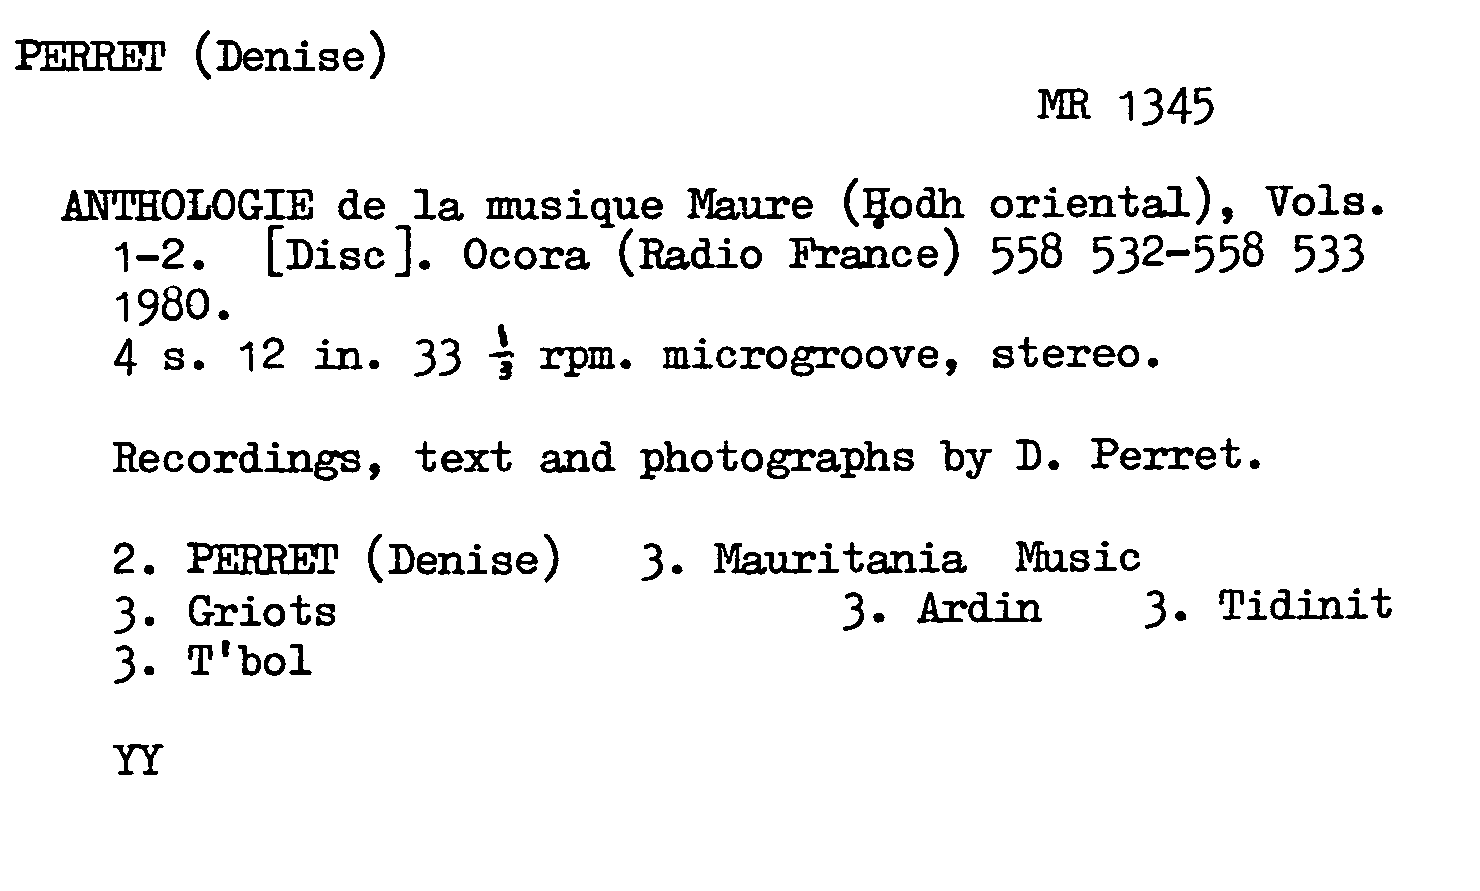 PERRET (Denise)
MR 1345
ANTHOLOGIE de la musique Maure (Ḥodh oriental), Vols.
1-2. [Disc]. Ocora (Radio France) 558 532-558 533
1980.
4 s. 12 in. 33 ⅓ rpm. microgroove, stereo.
Recordings, text and photographs by D. Perret.
2. PERRET (Denise) 3. Mauritania Music
3. Griots 3. Ardin 3. Tidinit
3. T'bol
YY